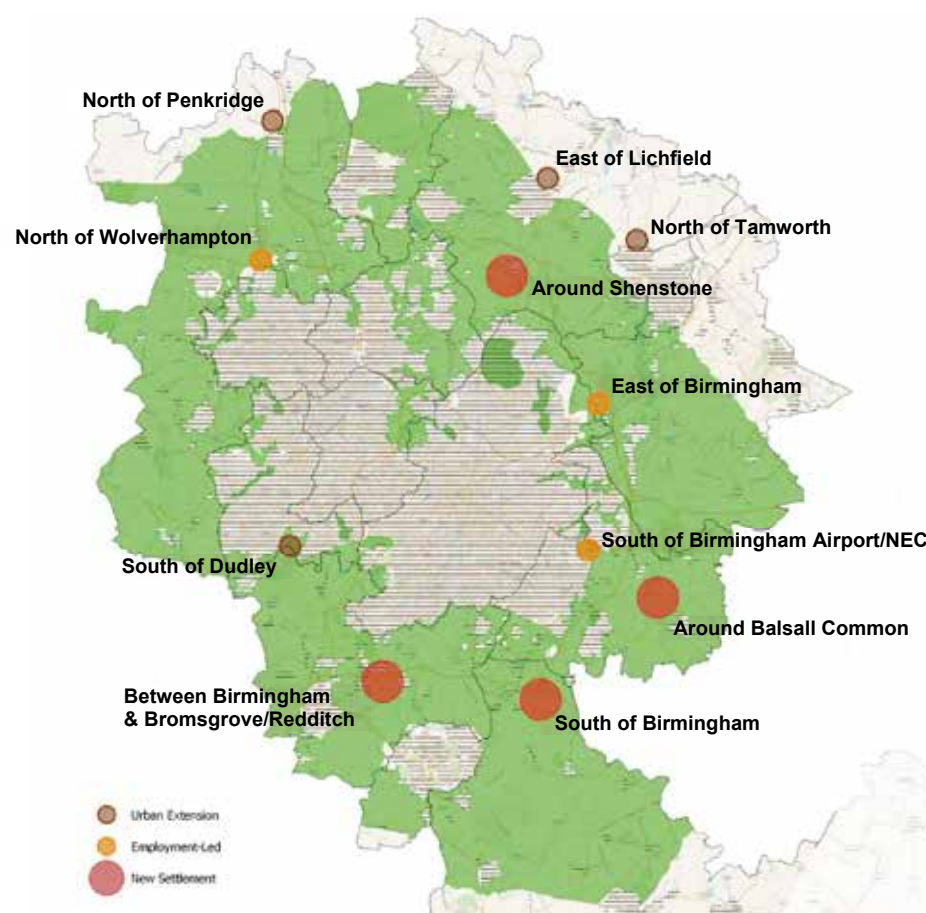 North of Penkridge
East of Lichfield
North of Tamworth
North of Wolverhampton
Around Shenstone
East of Birmingham
South of Birmingham Airport/NEC
South of Dudley
Around Balsall Common
Between Birmingham
& Bromsgrove/Redditch
South of Birmingham
Urban Extension
Employment-Led
New Settlement